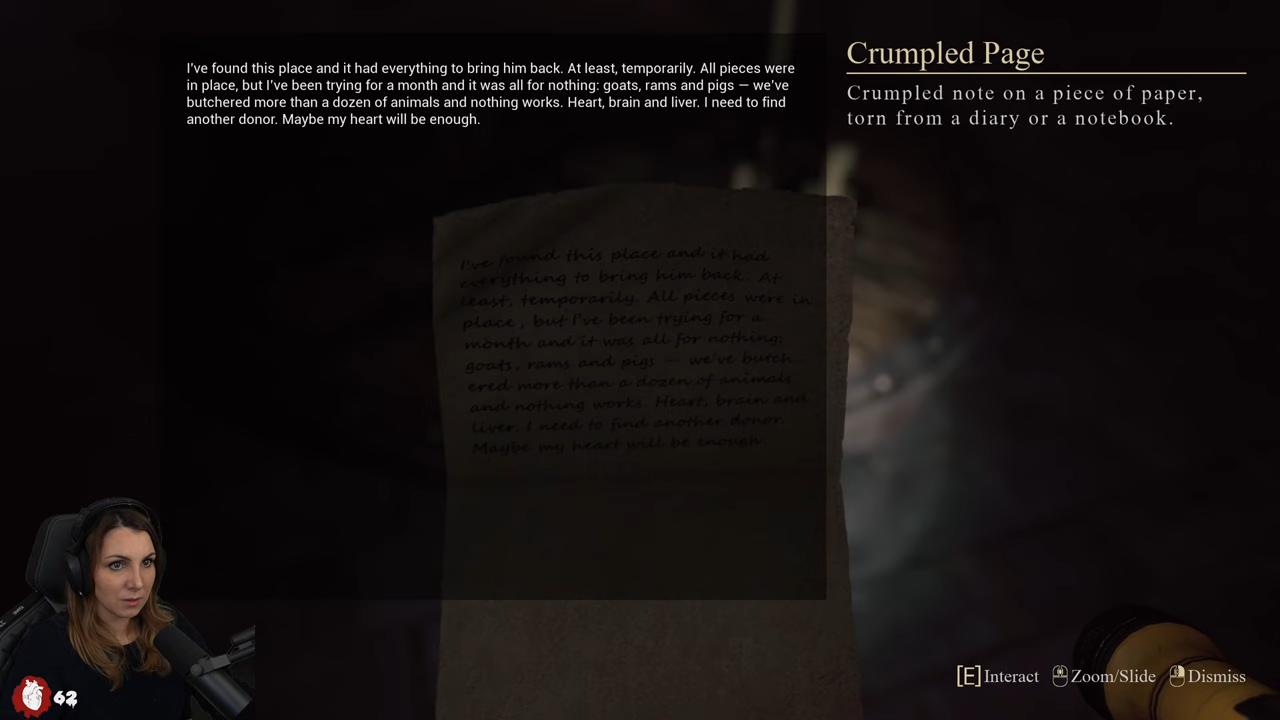 I've found this place and it had everything to bring him back. At least, temporarily. All pieces were
in place, but I've been trying for a month and it was all for nothing: goats, rams and pigs — we've
butchered more than a dozen of animals and nothing works. Heart, brain and liver. I need to find
another donor. Maybe my heart will be enough.
Crumpled Page
Crumpled note on a piece of paper,
torn from a diary or a notebook.
I've found this place and it had
everything to bring him back. At
least, temporarily. All pieces were in
place, but I've been trying for a
month and it was all for nothing:
goats, rams and pigs — we've butch-
ered more than a dozen of animals
and nothing works. Heart, brain and
liver. I need to find another donor.
Maybe my heart will be enough.
[E] Interact Zoom/Slide Dismiss
62